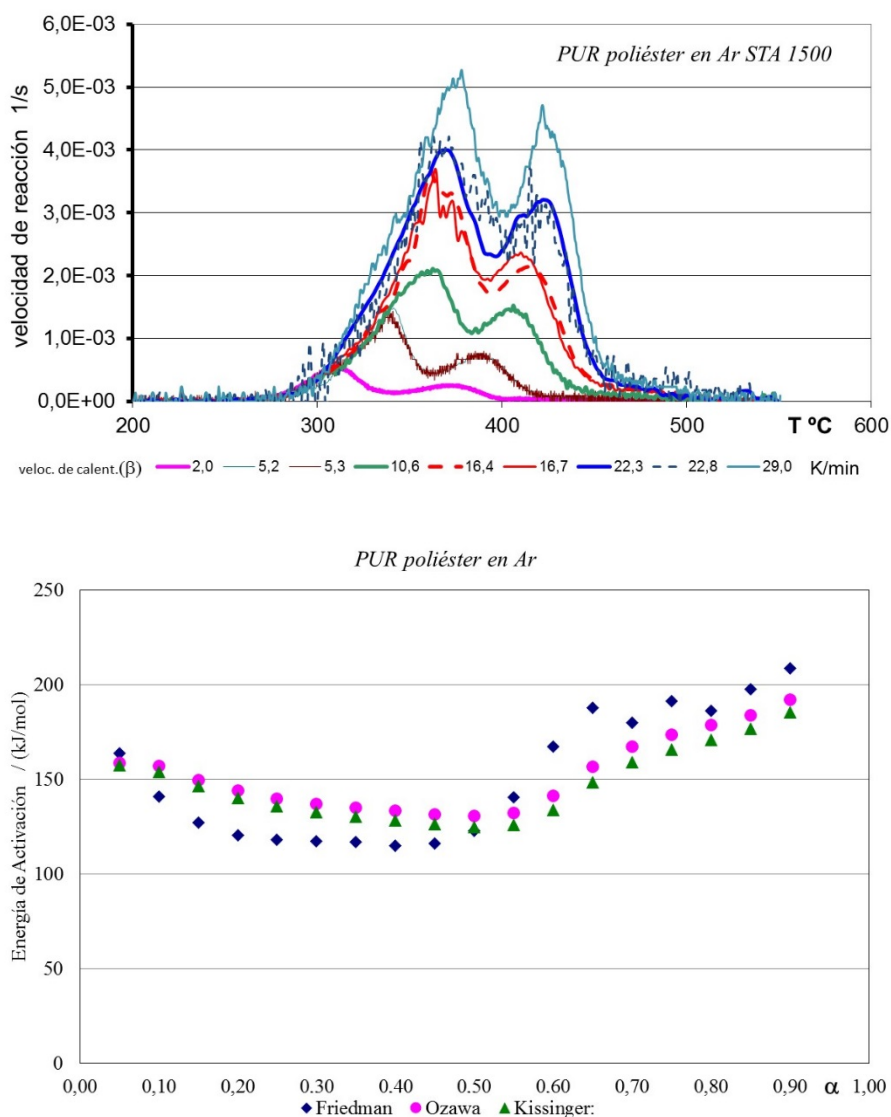 6,0E-03
PUR poliéster en Ar STA 1500
5,0E-03
4,0E-03
3,0E-03
2,0E-03
1,0E-03
0,0E+00
velocidad de reacción 1/s
200 300 400 500 600
T ºC
veloc. de calent.(β) 2,0 5,2 5,3 10,6 16,4 16,7 22,3 22,8 29,0 K/min
PUR poliéster en Ar
250
200
150
100
50
0
Energía de Activación / (kJ/mol)
0,00 0,10 0.20 0.30 0.40 0.50 0.60 0,70 0,80 0,90 α 1,00
Friedman Ozawa Kissinger: